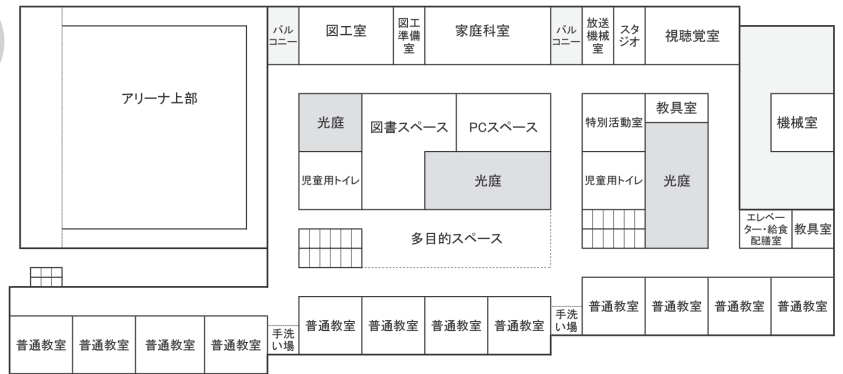 バル
コニー
図工室
図工
準備
室
家庭科室
バル
コニー
放送
機械
室
スタ
ジオ
視聴覚室
アリーナ上部
光庭
図書スペース
PCスペース
特別活動室
教具室
機械室
児童用トイレ
光庭
児童用トイレ
光庭
多目的スペース
エレベー
ター・給食
配膳室
教具室
普通教室
普通教室
普通教室
普通教室
手洗
い場
普通教室
普通教室
普通教室
普通教室
手洗
い場
普通教室
普通教室
普通教室
普通教室